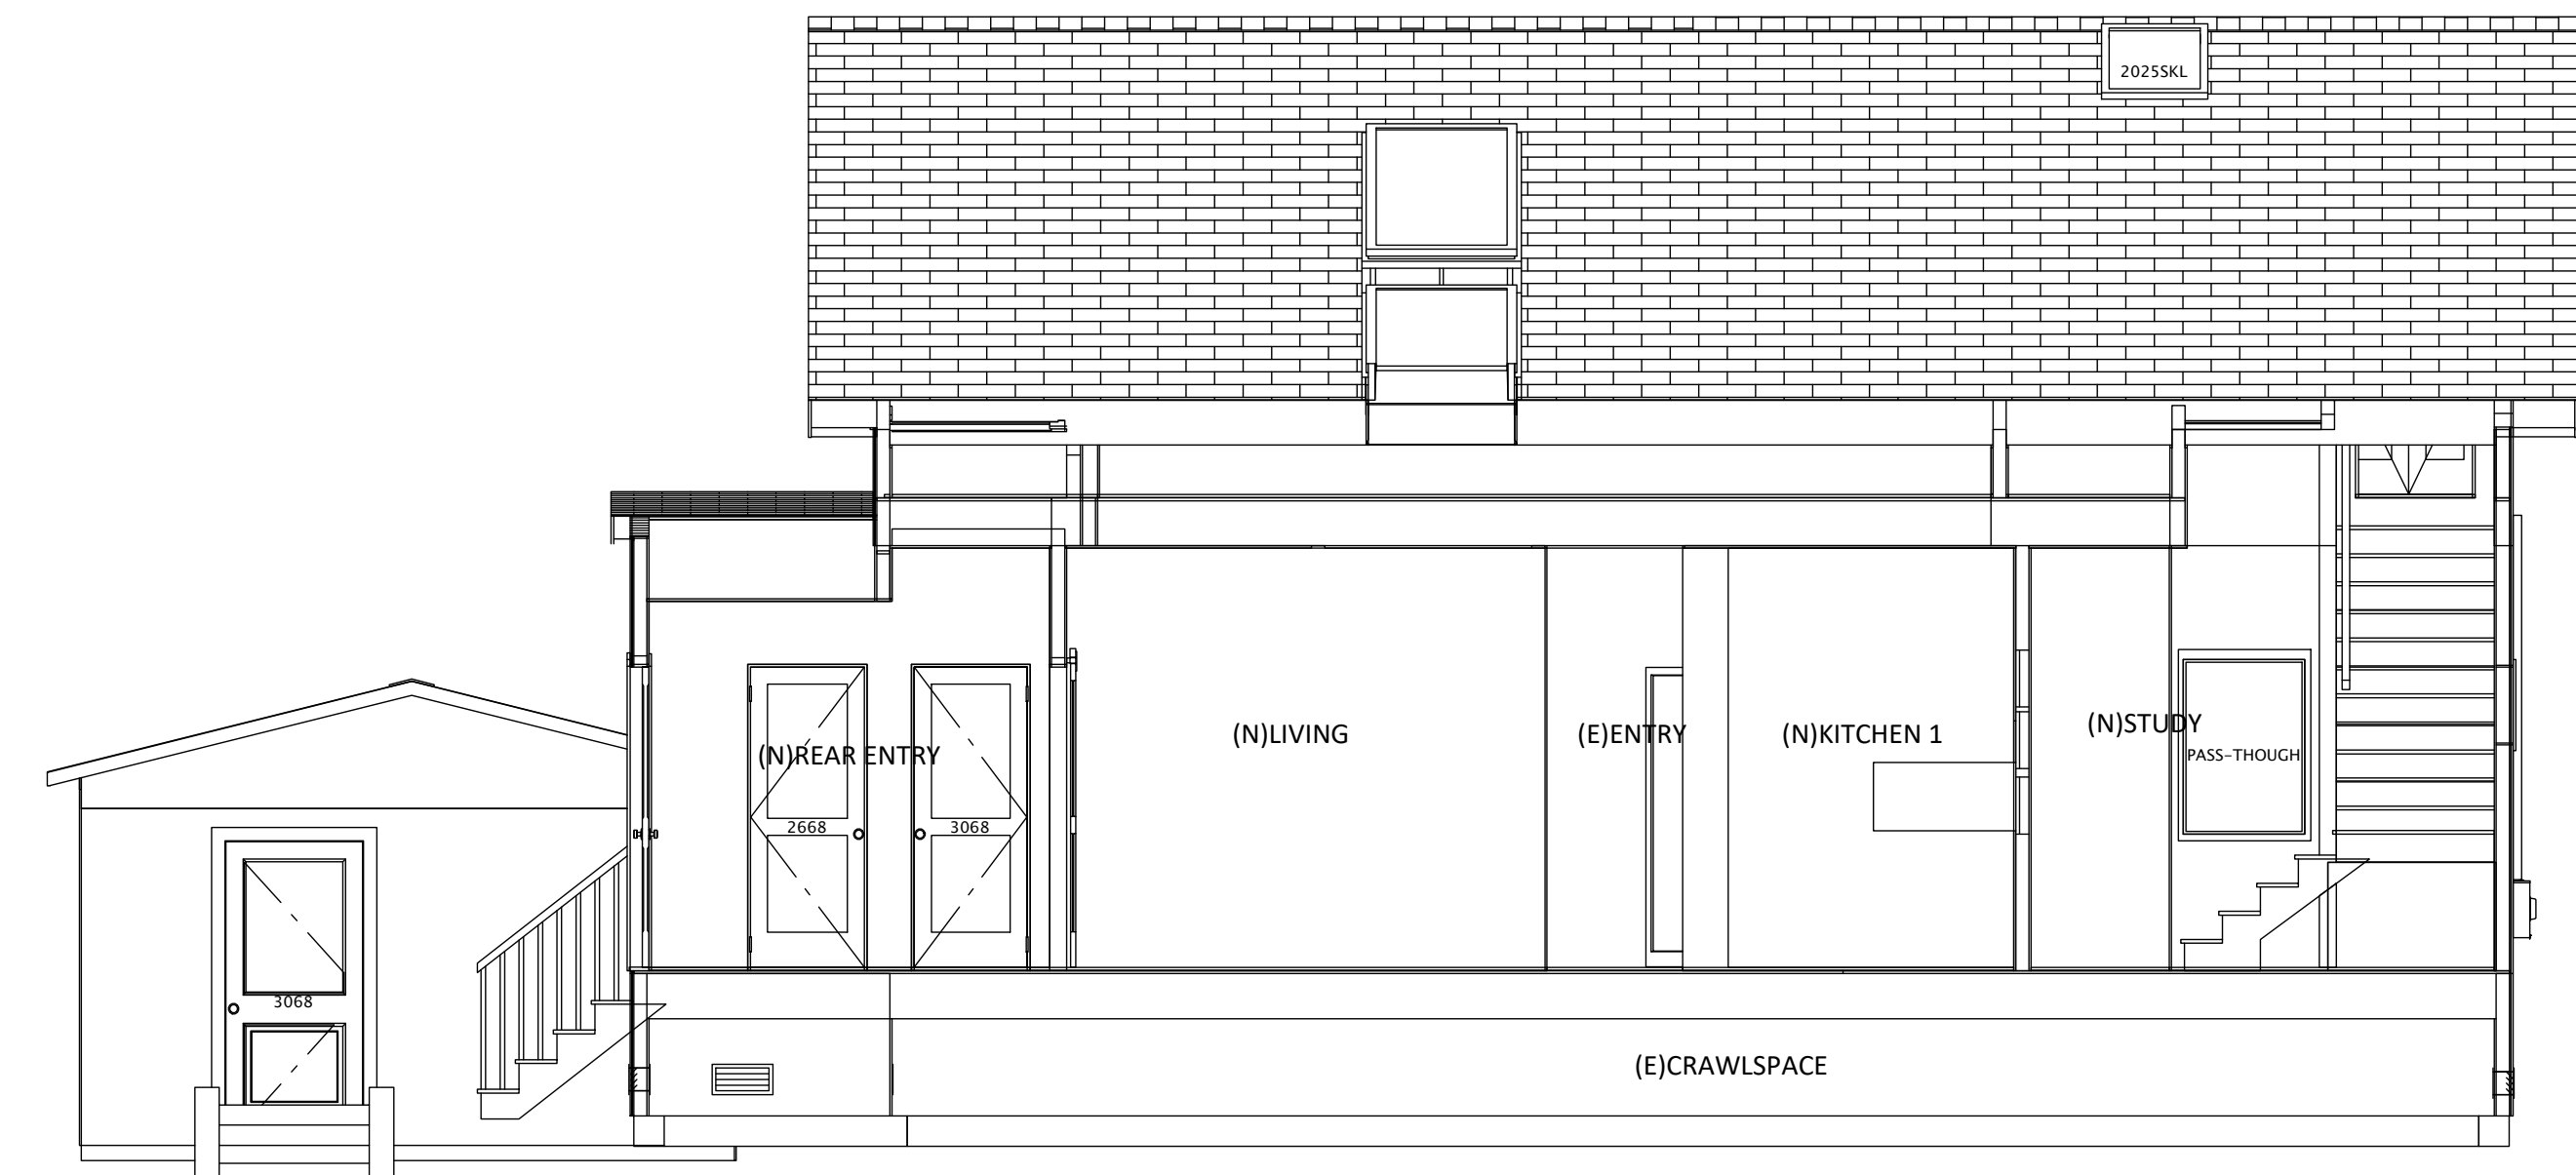 2025SKL
(N)REAR ENTRY
(N)LIVING
(E)ENTRY
(N)KITCHEN 1
(N)STUDY
PASS-THOUGH
2668
3068
3068
(E)CRAWLSPACE